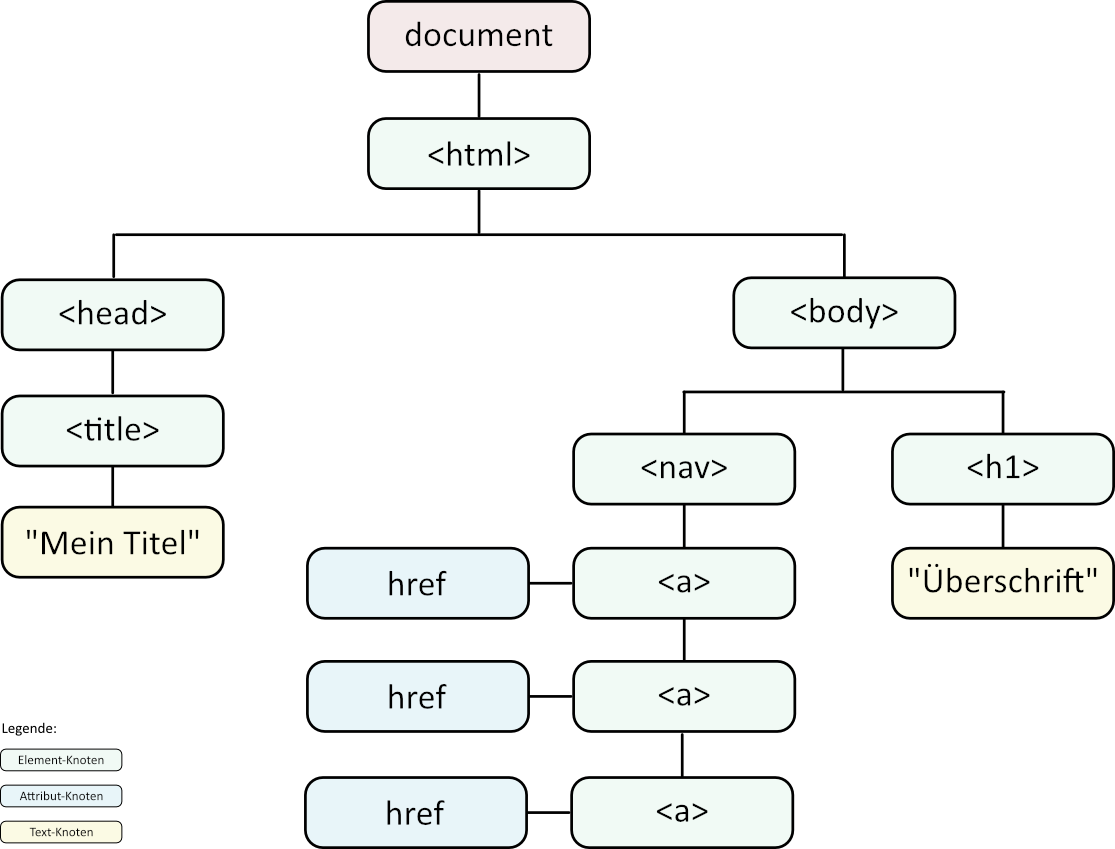 document
<html>
<head>
<body>
<title>
<nav>
<h1>
"Mein Titel"
href
<a>
"Überschrift"
href
<a>
href
<a>
Legende:
Element-Knoten
Attribut-Knoten
Text-Knoten